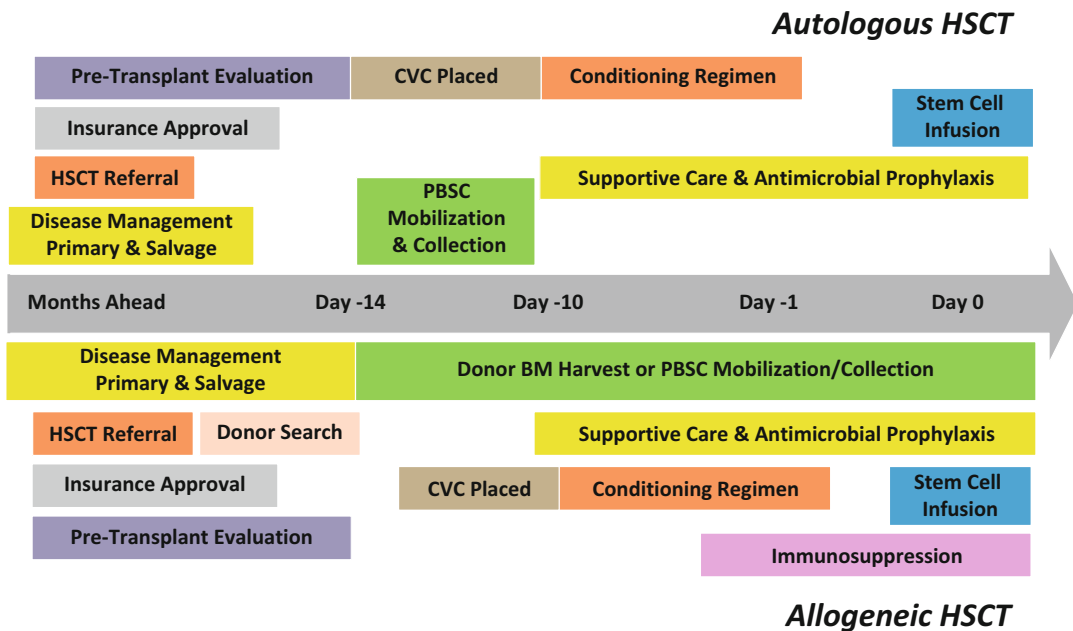 Autologous HSCT
Pre-Transplant Evaluation
CVC Placed
Conditioning Regimen
Insurance Approval
Stem Cell
Infusion
HSCT Referral
PBSC
Mobilization
& Collection
Supportive Care & Antimicrobial Prophylaxis
Disease Management
Primary & Salvage
Months Ahead
Day -14
Day -10
Day -1
Day 0
Disease Management
Primary & Salvage
Donor BM Harvest or PBSC Mobilization/Collection
HSCT Referral
Donor Search
Supportive Care & Antimicrobial Prophylaxis
Insurance Approval
CVC Placed
Conditioning Regimen
Stem Cell
Infusion
Pre-Transplant Evaluation
Immunosuppression
Allogeneic HSCT